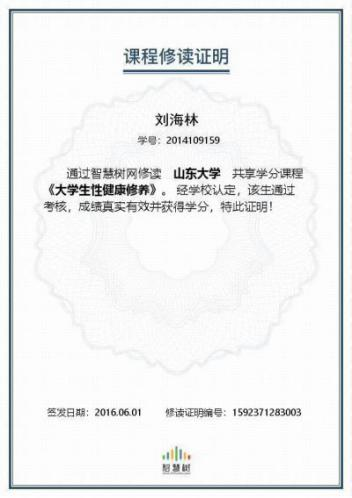 课程修读证明
刘海林
学号：2014109159
通过智慧树网修读 山东大学 共享学分课程
《大学生性健康修养》。经学校认定，该生通过
考核，成绩真实有效并获得学分，特此证明！
签发日期：2016.06.01 修读证明编号：1592371283003
智慧树